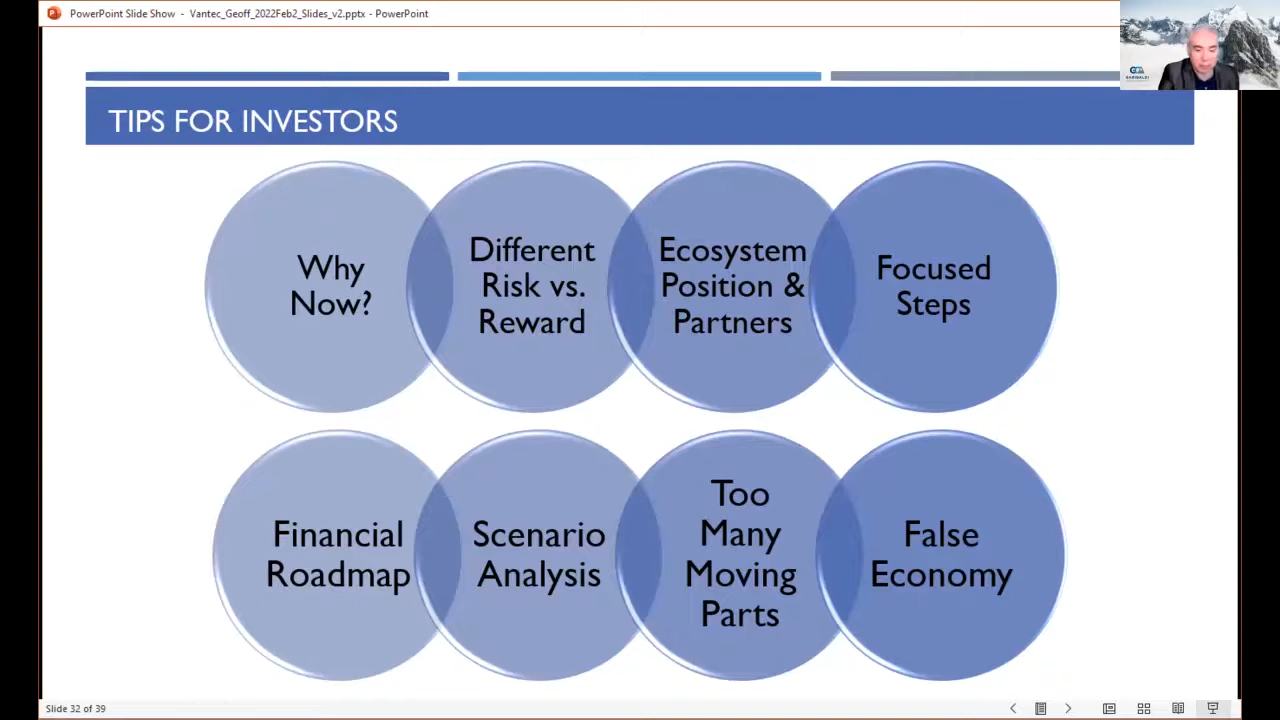 PowerPoint Slide Show - Vantec_Geoff_2022Feb2_Slides_v2.pptx - PowerPoint
TIPS FOR INVESTORS
Why
Now?
Different
Risk vs.
Reward
Ecosystem
Position &
Partners
Focused
Steps
Financial
Roadmap
Scenario
Analysis
Too
Many
Moving
Parts
False
Economy
Slide 32 of 39